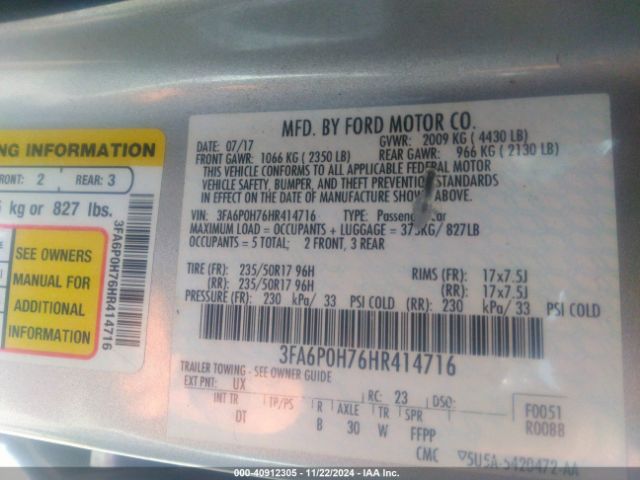 NG INFORMATION
RONT: 2 REAR: 3
kg or 827 lbs.
SEE OWNERS
MANUAL FOR
ADDITIONAL
INFORMATION
3FA6P0H76HR414716
MFD. BY FORD MOTOR CO.
DATE: 07/17 GVWR: 2009 KG (4430 LB)
FRONT GAWR: 1066 KG (2350 LB) REAR GAWR: 966 KG (2130 LB)
THIS VEHICLE CONFORMS TO ALL APPLICABLE FEDERAL MOTOR
VEHICLE SAFETY, BUMPER, AND THEFT PREVENTION STANDARDS
IN EFFECT ON THE DATE OF MANUFACTURE SHOWN ABOVE.
VIN: 3FA6P0H76HR414716 TYPE: Passenger Car
MAXIMUM LOAD = OCCUPANTS + LUGGAGE = 375KG/ 827LB
OCCUPANTS = 5 TOTAL; 2 FRONT, 3 REAR
TIRE (FR): 235/50R17 96H RIMS (FR): 17x7.5J
(RR): 235/50R17 96H (RR): 17x7.5J
PRESSURE (FR): 230 kPa/ 33 PSI COLD (RR): 230 kPa/ 33 PSI COLD
3FA6P0H76HR414716
TRAILER TOWING - SEE OWNER GUIDE
EXT PNT: UX RC: 23 DSO:
INT TR TP/PS R AXLE TR SPR F0051
DT B 30 W FFPP R0088
CMC ▽5U5A-5420472-AA
000-40912305 - 11/22/2024 - IAA Inc.